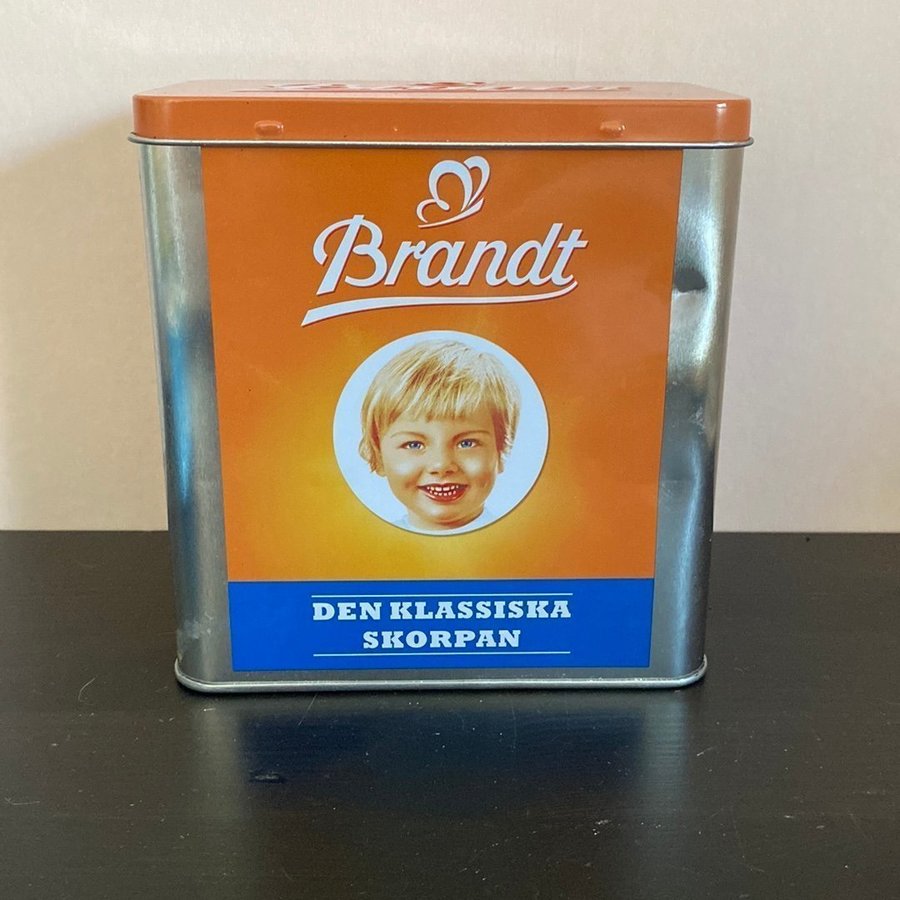 Brandt
DEN KLASSISKA
SKORPAN